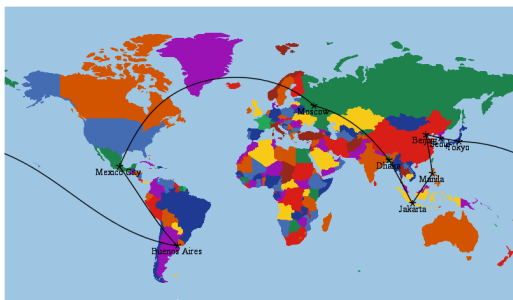 Moscow
Beijing
Seoul
Tokyo
Dhaka
Mexico City
Manila
Jakarta
Buenos Aires